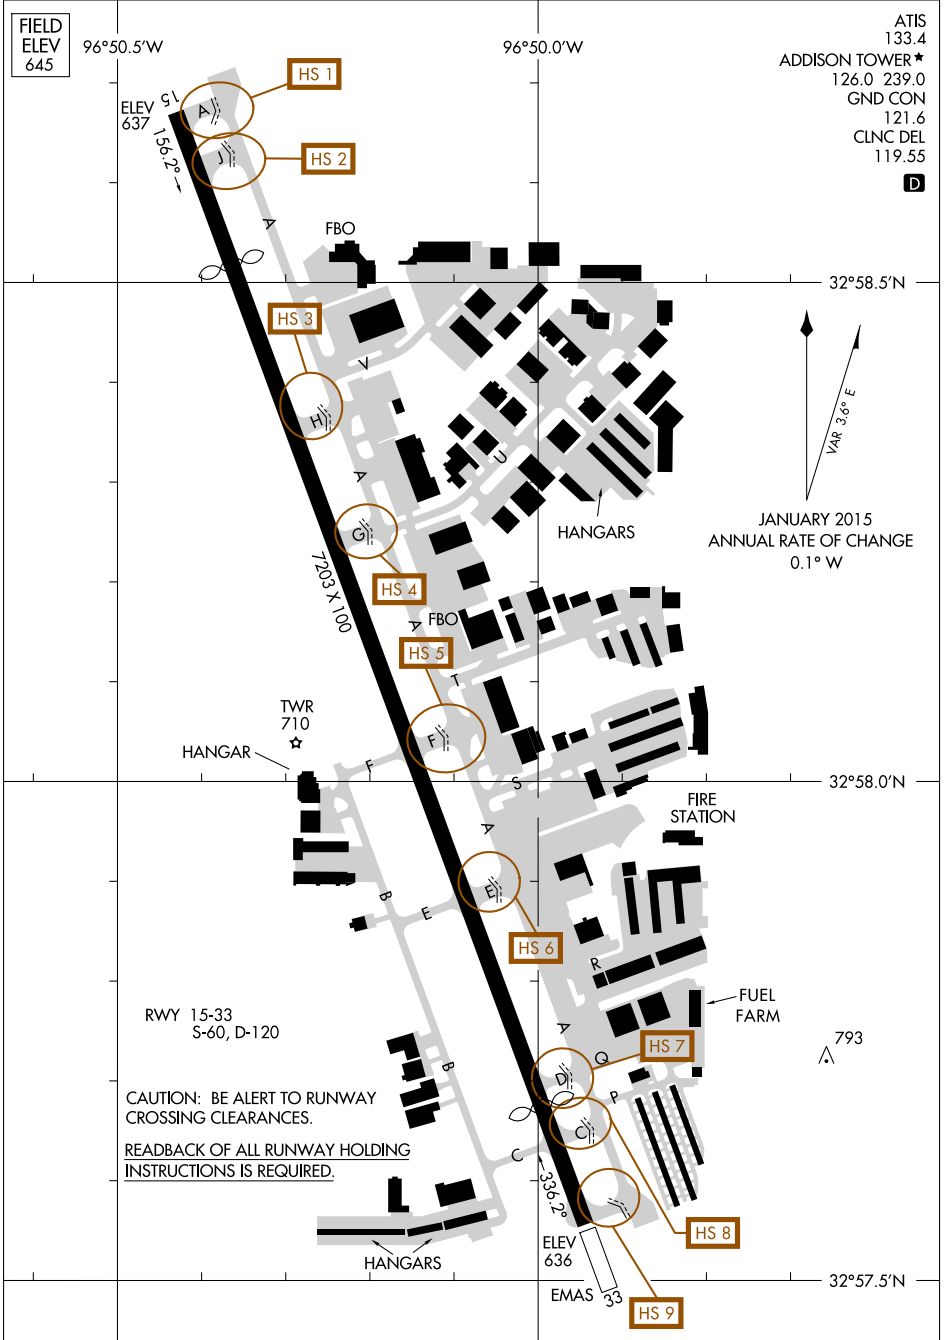 FIELD
ELEV
645
96°50.5'W
96°50.0'W
ATIS
133.4
ADDISON TOWER★
126.0 239.0
GND CON
121.6
CLNC DEL
119.55
D
HS 1
15
ELEV
637
A
156.2°
J
HS 2
A
FBO
32°58.5'N
HS 3
V
VAR 3.6° E
H
A
U
G
HANGARS
JANUARY 2015
ANNUAL RATE OF CHANGE
0.1° W
7203 X 100
HS 4
A
FBO
HS 5
T
TWR
710
HANGAR
F
F
S
32°58.0'N
FIRE
STATION
A
B
E
E
HS 6
R
RWY 15-33
S-60, D-120
FUEL
FARM
A
793
Q
HS 7
B
D
P
CAUTION: BE ALERT TO RUNWAY
CROSSING CLEARANCES.
C
READBACK OF ALL RUNWAY HOLDING
INSTRUCTIONS IS REQUIRED.
C
336.2°
HS 8
ELEV
636
HANGARS
32°57.5'N
EMAS
33
HS 9